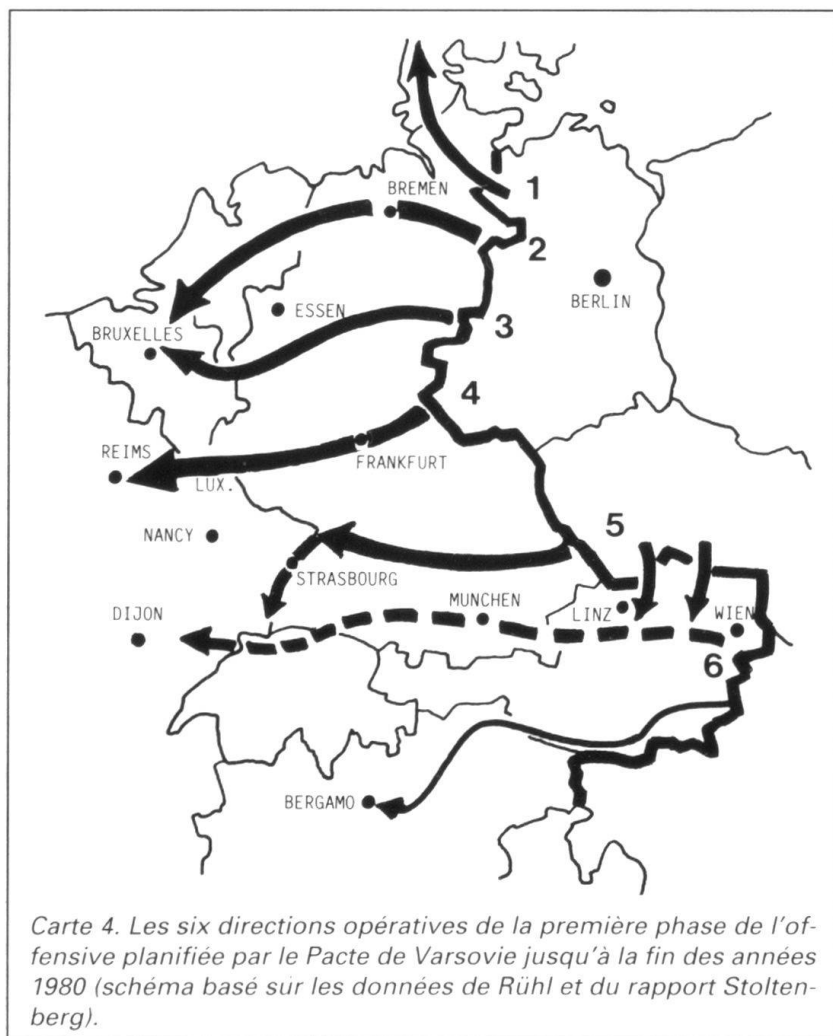 1
BREMEN
2
BERLIN
ESSEN
3
BRUXELLES
4
REIMS
FRANKFURT
LUX.
5
NANCY
STRASBOURG
MUNCHEN
LINZ
WIEN
DIJON
6
BERGAMO
Carte 4. Les six directions opératives de la première phase de l'of-
fensive planifiée par le Pacte de Varsovie jusqu'à la fin des années
1980 (schéma basé sur les données de Rühl et du rapport Stolten-
berg).